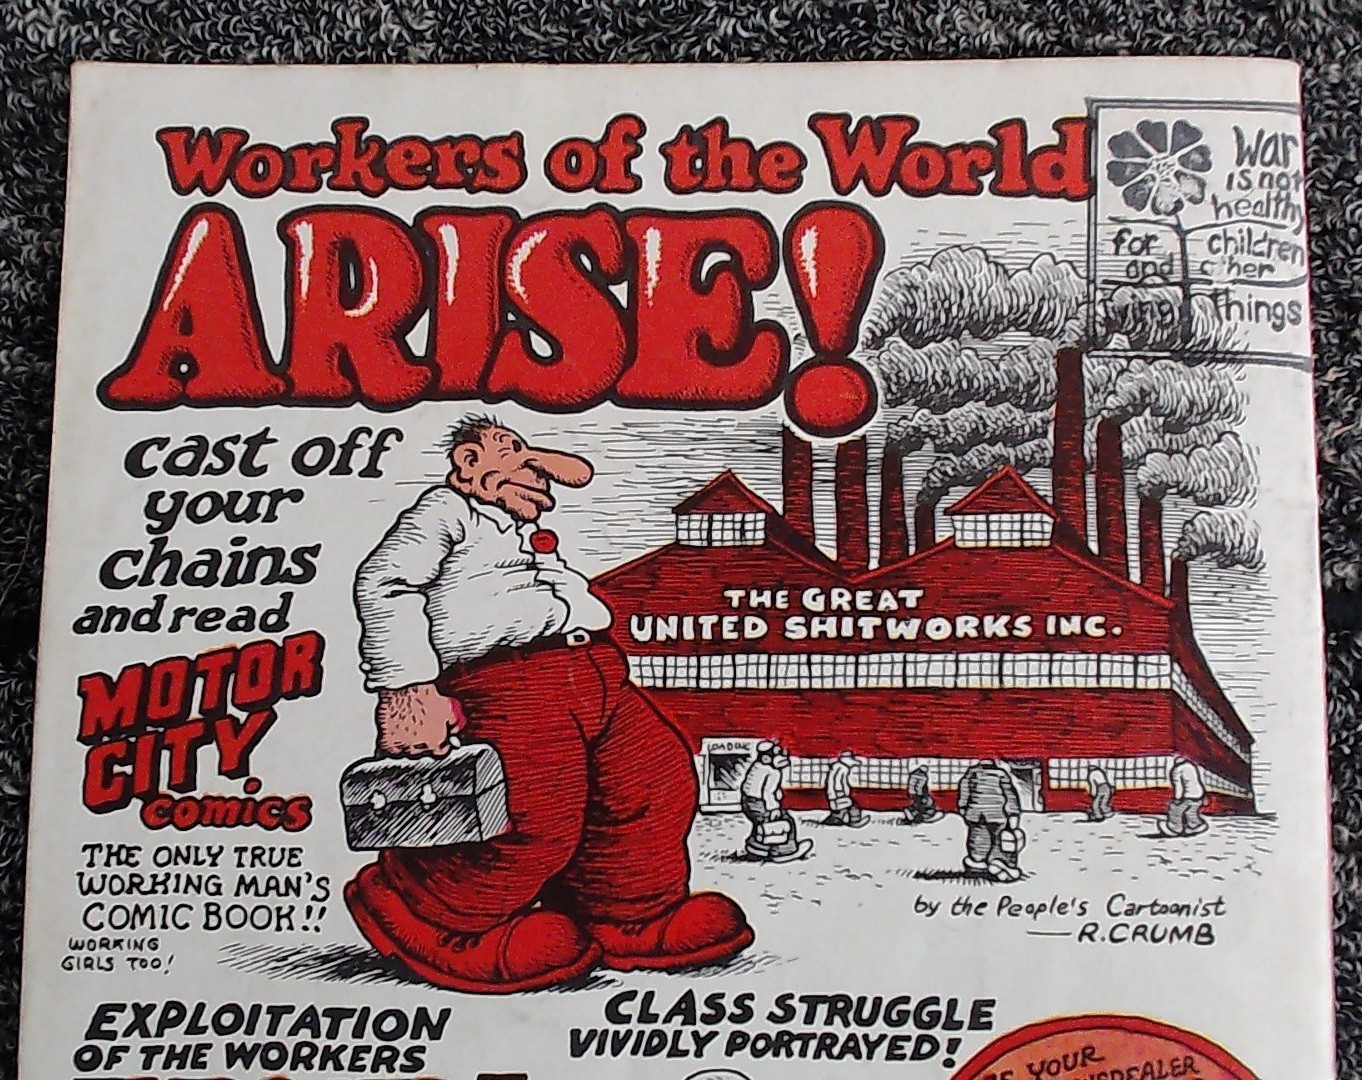 Workers of the World
ARISE!
War
is not
healthy
for children
and other
living things
cast off
your
chains
and read
MOTOR
CITY
comics
THE ONLY TRUE
WORKING MAN'S
COMIC BOOK!!
WORKING
GIRLS TOO!
THE GREAT
UNITED SHITWORKS INC.
LOADING
by the People's Cartoonist
—R.CRUMB
EXPLOITATION
OF THE WORKERS
CLASS STRUGGLE
VIVIDLY PORTRAYED!
YOUR